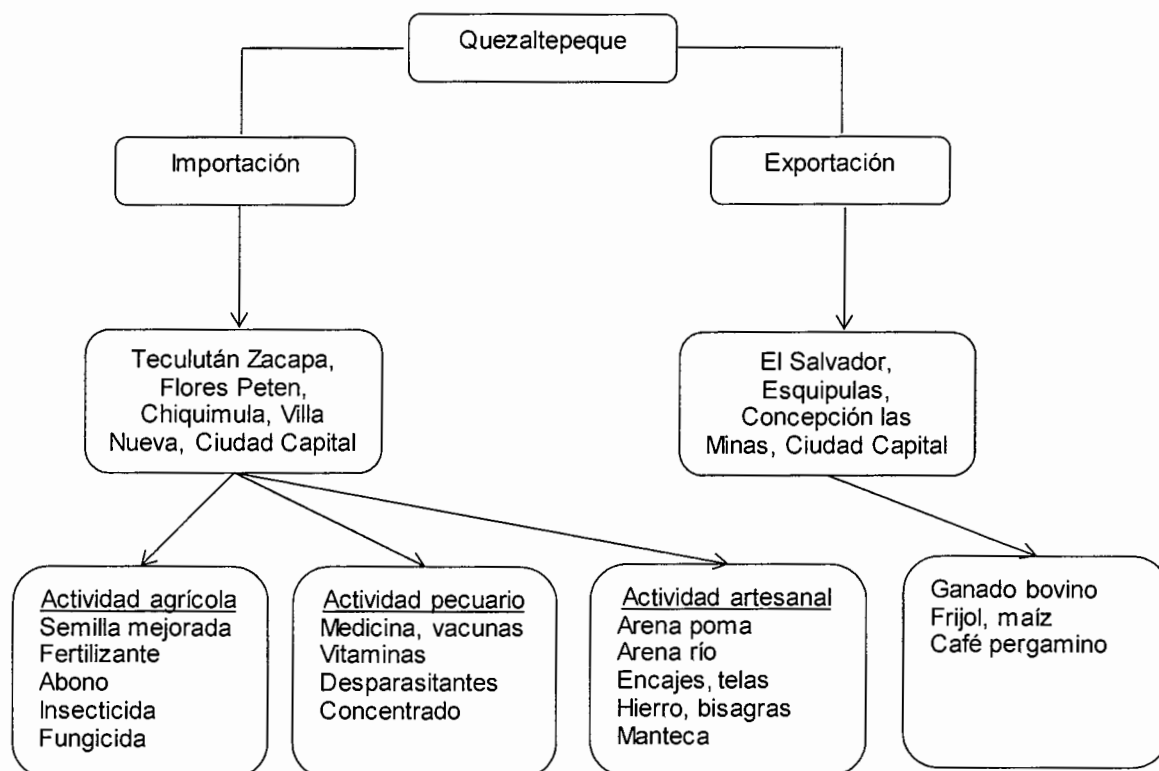 Quezaltepeque
Importación
Exportación
Teculután Zacapa,
Flores Peten,
Chiquimula, Villa
Nueva, Ciudad Capital
El Salvador,
Esquipulas,
Concepción las
Minas, Ciudad Capital
Actividad agrícola
Semilla mejorada
Fertilizante
Abono
Insecticida
Fungicida
Actividad pecuario
Medicina, vacunas
Vitaminas
Desparasitantes
Concentrado
Actividad artesanal
Arena poma
Arena río
Encajes, telas
Hierro, bisagras
Manteca
Ganado bovino
Frijol, maíz
Café pergamino